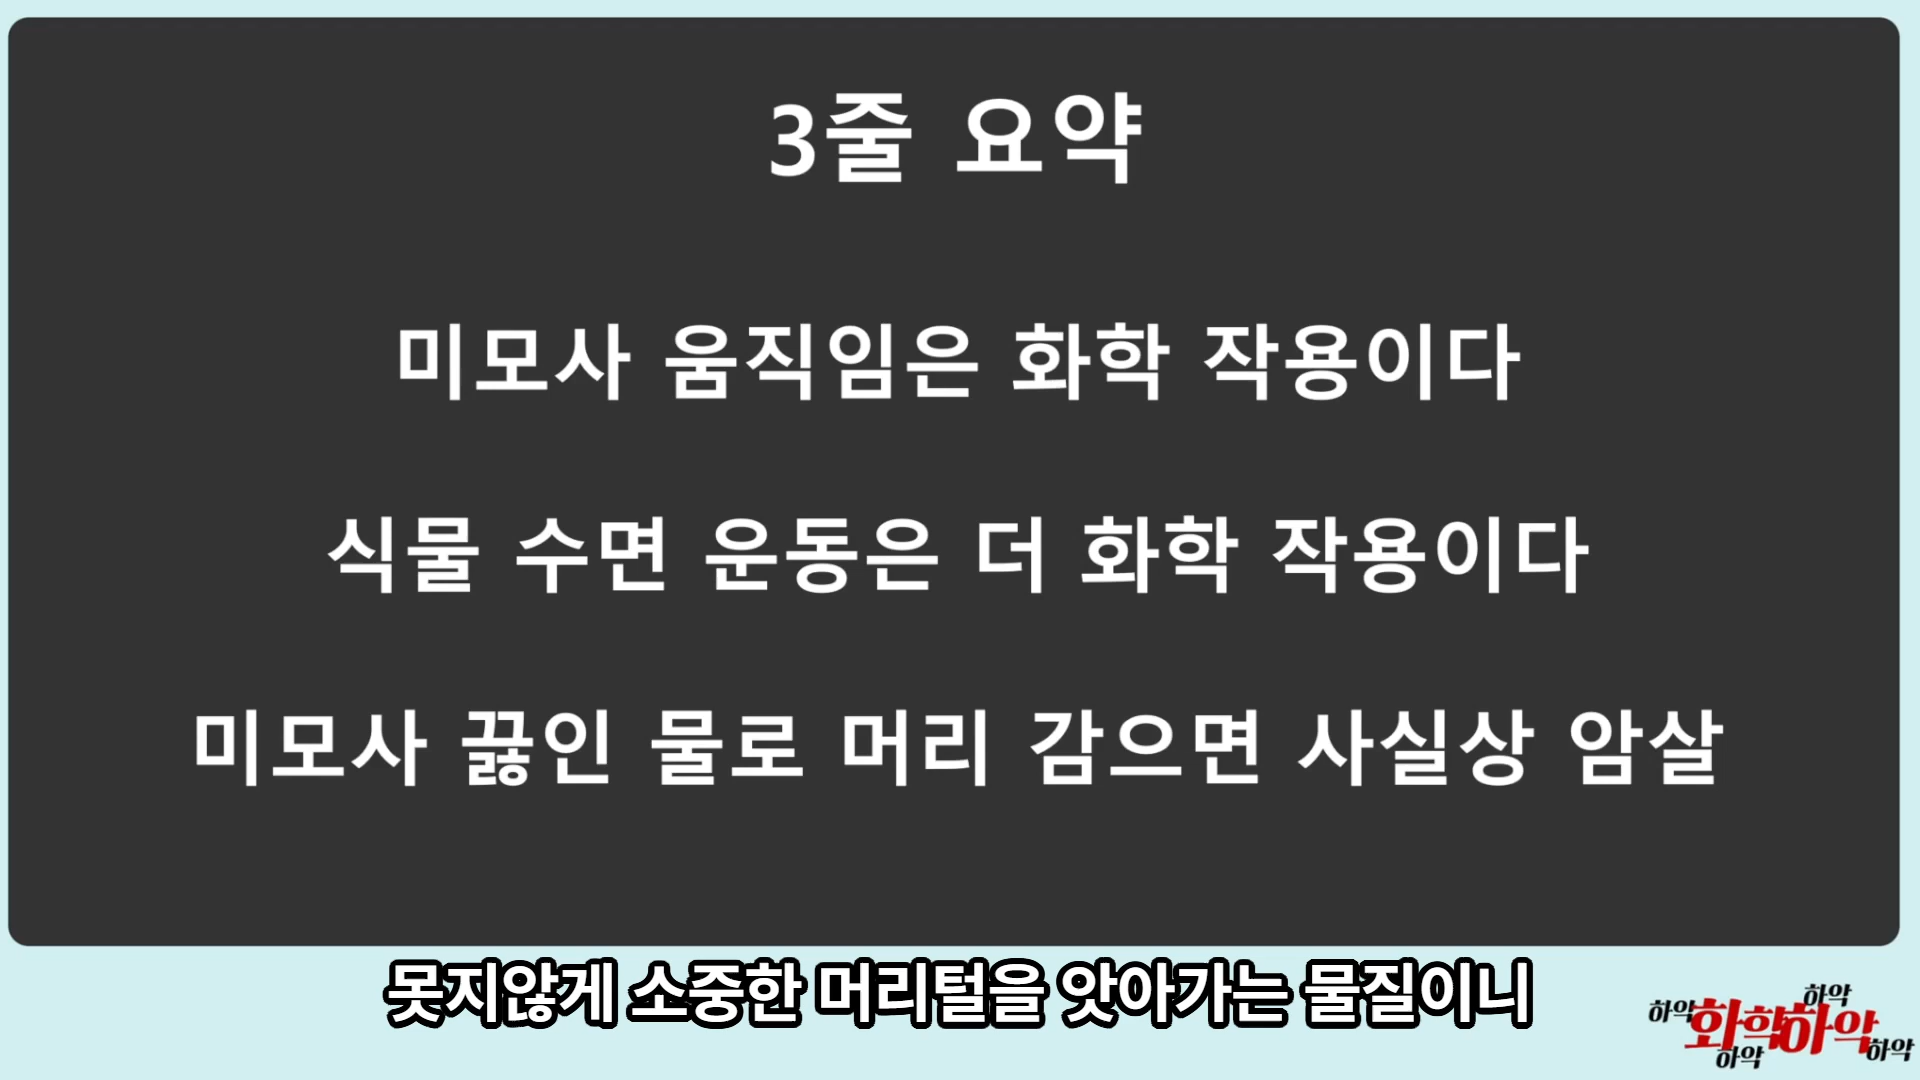 3줄 요약
미모사 움직임은 화학 작용이다
식물 수면 운동은 더 화학 작용이다
미모사 끓인 물로 머리 감으면 사실상 암살
못지않게 소중한 머리털을 앗아가는 물질이니
하약
하약
화학하약
하약
하약